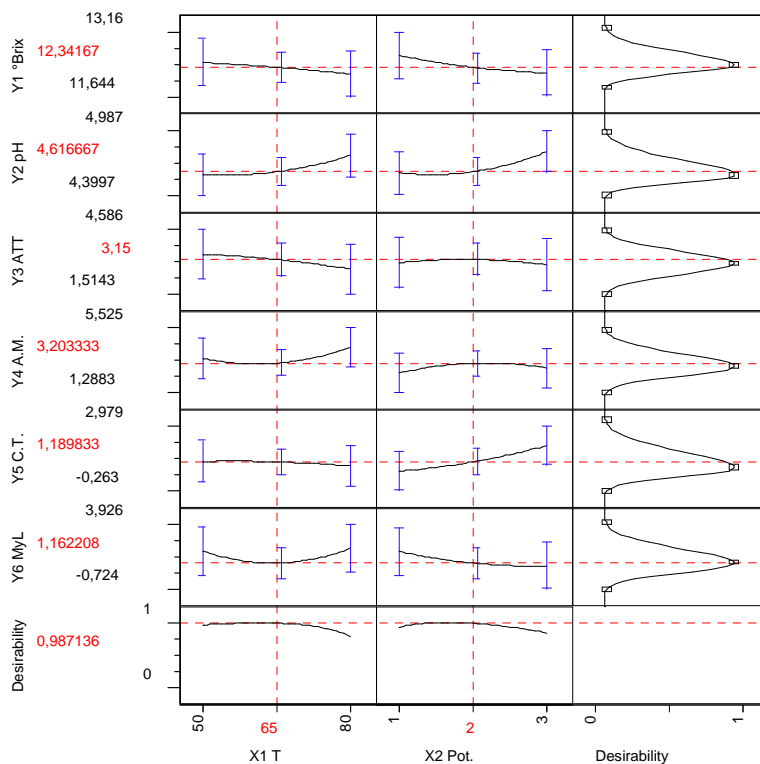 13,16
Y1 °Brix
12,34167
11,644
4,987
Y2 pH
4,616667
4,3997
4,586
Y3 ATT
3,15
1,5143
5,525
Y4 A.M.
3,203333
1,2883
2,979
Y5 C.T.
1,189833
-0,263
3,926
Y6 MyL
1,162208
-0,724
1
Desirability
0,987136
0
50
65
80
1
2
3
0
1
X1 T
X2 Pot.
Desirability